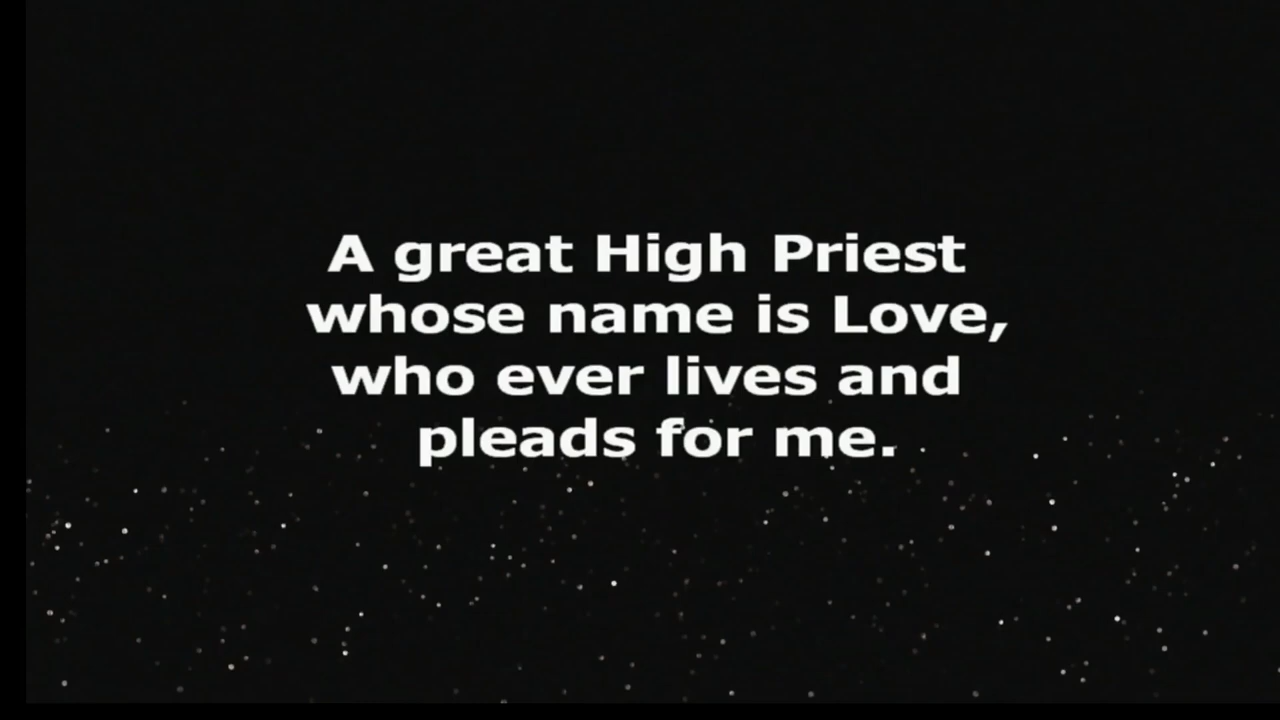 A great High Priest
whose name is Love,
who ever lives and
pleads for me.